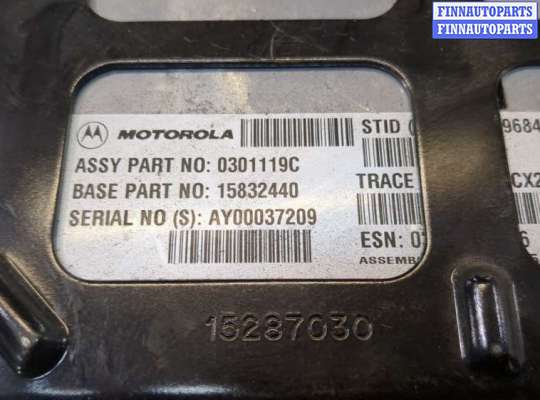 FINNAUTOPARTS
FINNAUTOPARTS
MOTOROLA
ASSY PART NO: 0301119C
BASE PART NO: 15832440
SERIAL NO (S): AY00037209
STID
TRACE
ESN:
15287030